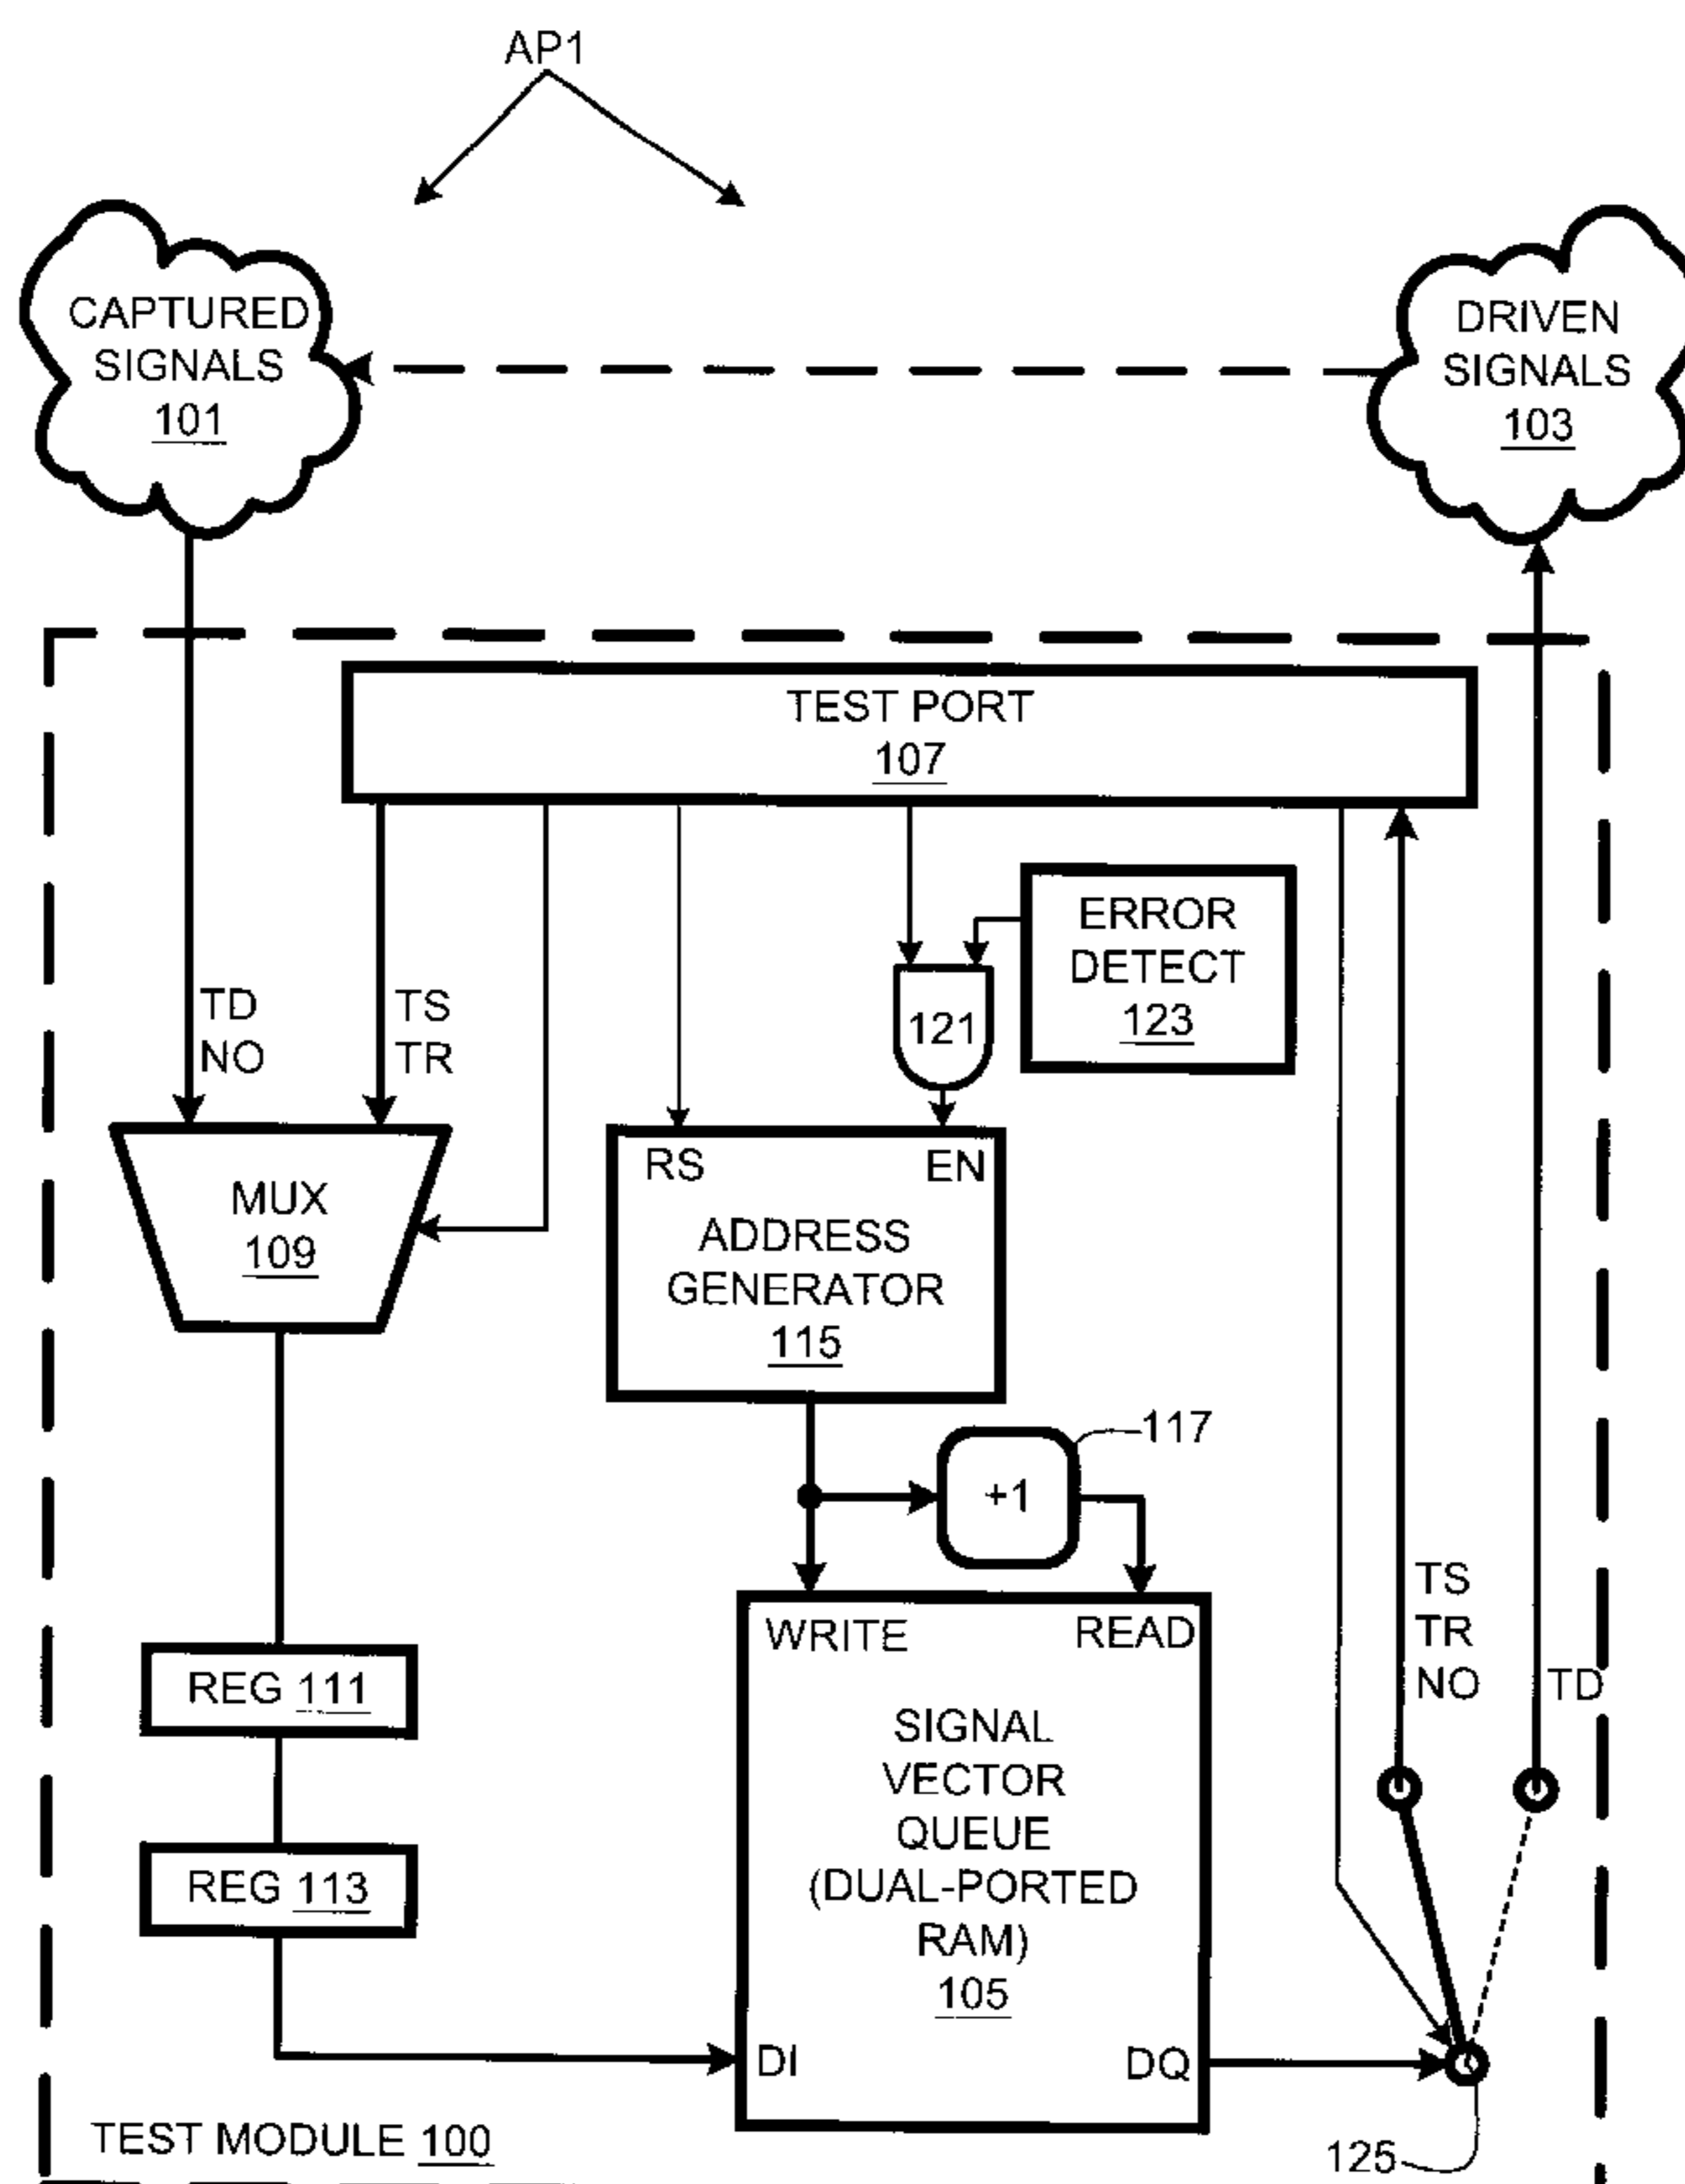 AP1
CAPTURED
SIGNALS
101
DRIVEN
SIGNALS
103
TEST PORT
107
ERROR
DETECT
123
TD
NO
TS
TR
121
MUX
109
RS
EN
ADDRESS
GENERATOR
115
117
+1
WRITE
READ
TS
TR
NO
TD
REG 111
SIGNAL
VECTOR
QUEUE
(DUAL-PORTED
RAM)
105
REG 113
DI
DQ
TEST MODULE 100
125